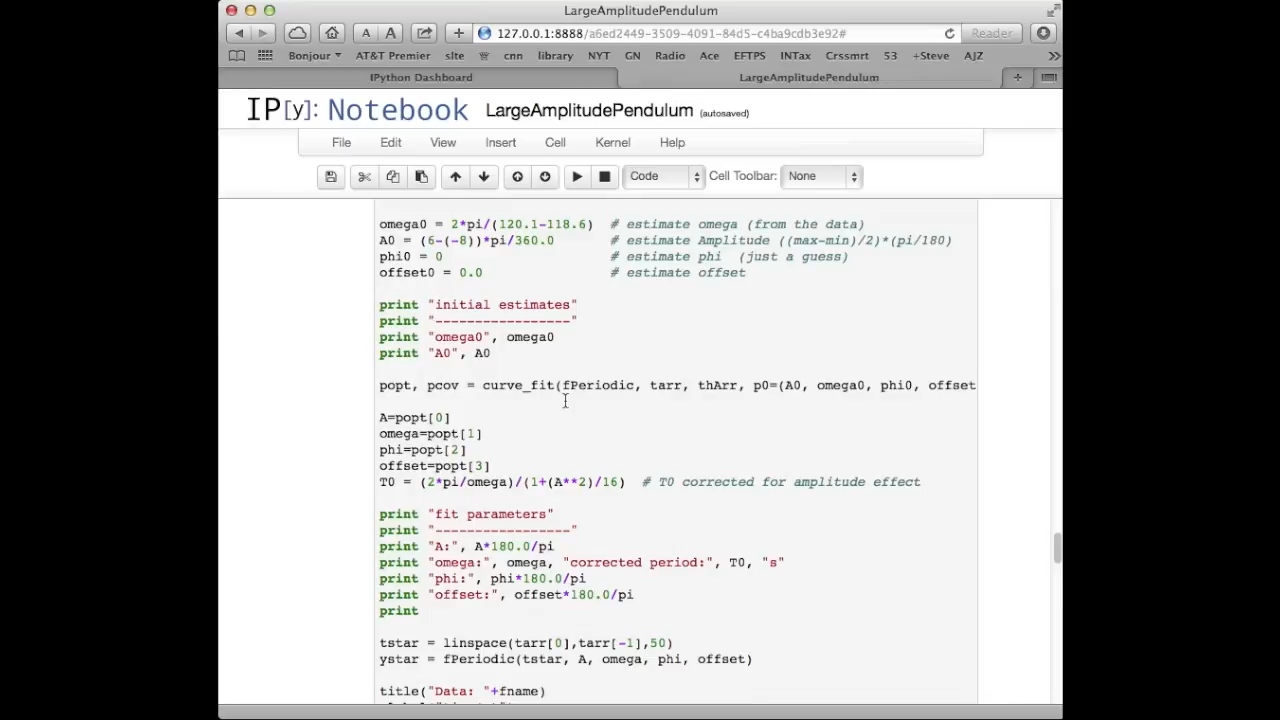 LargeAmplitudePendulum
A A + 127.0.0.1:8888/a6ed2449-3509-4091-84d5-c4ba9cdb3e92# Reader
Bonjour AT&T Premier site cnn library NYT GN Radio Ace EFTPS INTax Crssmrt 53 +Steve AJZ »
IPython Dashboard LargeAmplitudePendulum +
IP[y]: Notebook LargeAmplitudePendulum (autosaved)
File Edit View Insert Cell Kernel Help
Code Cell Toolbar: None
omega0 = 2*pi/(120.1-118.6)  # estimate omega (from the data)
A0 = (6-(-8))*pi/360.0       # estimate Amplitude ((max-min)/2)*(pi/180)
phi0 = 0                     # estimate phi  (just a guess)
offset0 = 0.0                # estimate offset
print "initial estimates"
print "-----------------"
print "omega0", omega0
print "A0", A0
popt, pcov = curve_fit(fPeriodic, tarr, thArr, p0=(A0, omega0, phi0, offset
A=popt[0]
omega=popt[1]
phi=popt[2]
offset=popt[3]
T0 = (2*pi/omega)/(1+(A**2)/16)  # T0 corrected for amplitude effect
print "fit parameters"
print "-----------------"
print "A:", A*180.0/pi
print "omega:", omega, "corrected period:", T0, "s"
print "phi:", phi*180.0/pi
print "offset:", offset*180.0/pi
print
tstar = linspace(tarr[0],tarr[-1],50)
ystar = fPeriodic(tstar, A, omega, phi, offset)
title("Data: "+fname)